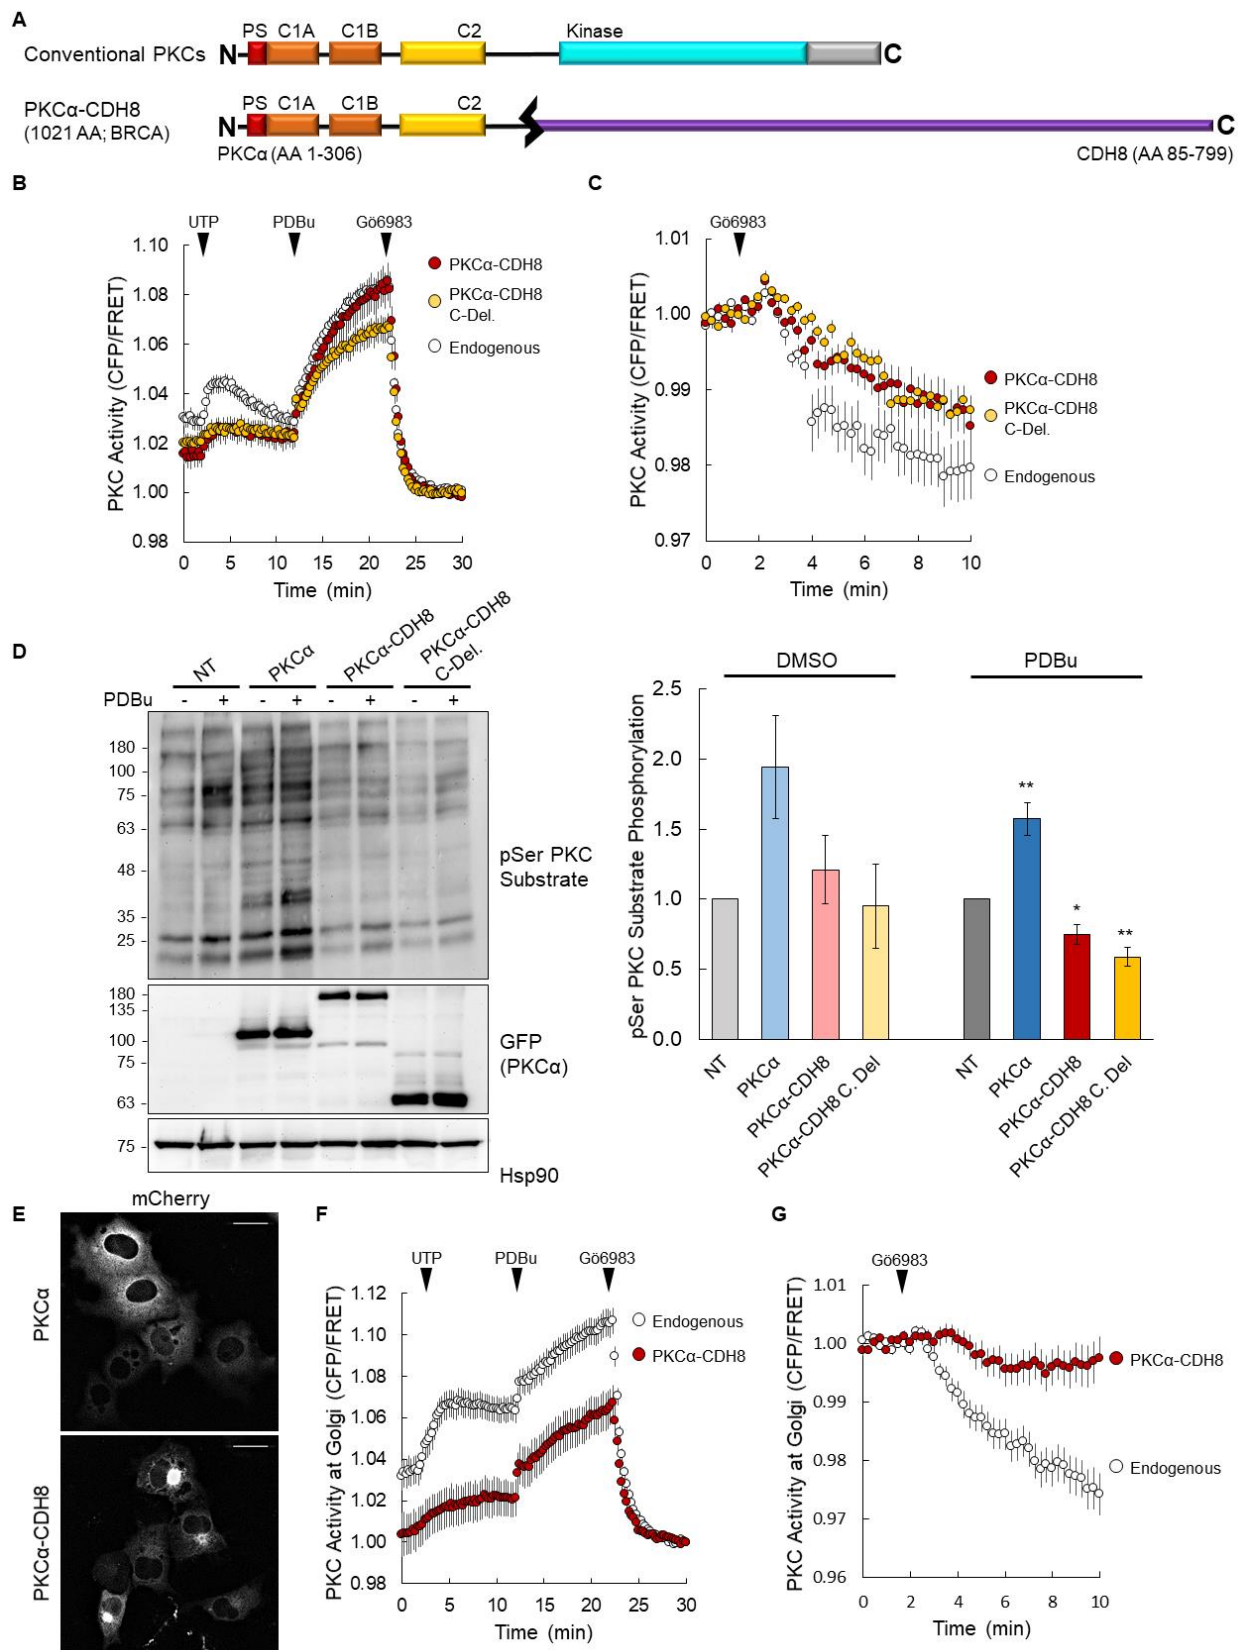 A
PS C1A C1B C2 Kinase
Conventional PKCs N C
PKCα-CDH8
(1021 AA; BRCA)
PS C1A C1B C2
N C
PKCα (AA 1-306) CDH8 (AA 85-799)
B
UTP PDBu Gö6983
PKC Activity (CFP/FRET)
1.10
1.08
1.06
1.04
1.02
1.00
0.98
0 5 10 15 20 25 30
Time (min)
PKCα-CDH8
PKCα-CDH8
C-Del.
Endogenous
C
Gö6983
PKC Activity (CFP/FRET)
1.01
1.00
0.99
0.98
0.97
0 2 4 6 8 10
Time (min)
PKCα-CDH8
PKCα-CDH8
C-Del.
Endogenous
D
NT PKCα PKCα-CDH8 PKCα-CDH8
C-Del.
PDBu - + - + - + - +
180 -
100 -
75 -
63 -
48 -
35 -
25 -
pSer PKC
Substrate
180 -
135 -
100 -
75 -
63 -
GFP
(PKCα)
75 -
Hsp90
DMSO PDBu
pSer PKC Substrate Phosphorylation
2.5
2.0
1.5
1.0
0.5
0.0
** * **
NT PKCα PKCα-CDH8 PKCα-CDH8 C. Del NT PKCα PKCα-CDH8 PKCα-CDH8 C. Del
E
mCherry
PKCα
PKCα-CDH8
F
UTP PDBu Gö6983
PKC Activity at Golgi (CFP/FRET)
1.12
1.10
1.08
1.06
1.04
1.02
1.00
0.98
0 5 10 15 20 25 30
Time (min)
Endogenous
PKCα-CDH8
G
Gö6983
PKC Activity at Golgi (CFP/FRET)
1.01
1.00
0.99
0.98
0.97
0.96
0 2 4 6 8 10
Time (min)
PKCα-CDH8
Endogenous